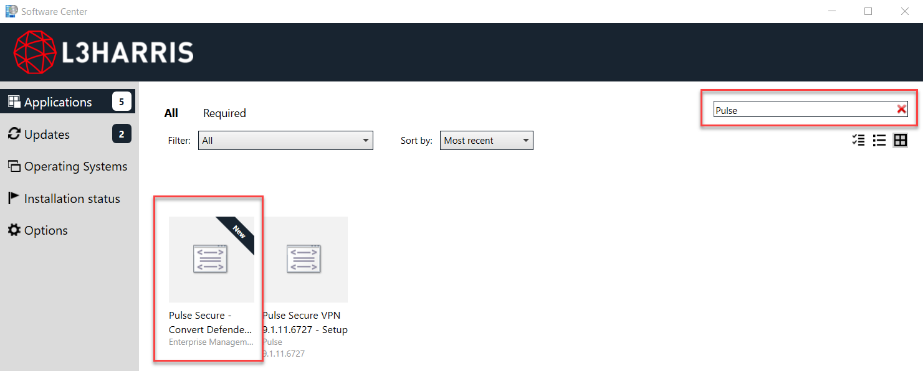 Software Center
L3HARRIS
Applications 5
Updates 2
Operating Systems
Installation status
Options
All Required
Pulse
Filter: All Sort by: Most recent
New
Pulse Secure -
Convert Defende...
Enterprise Managem...
Pulse Secure VPN
9.1.11.6727 - Setup
Pulse
9.1.11.6727